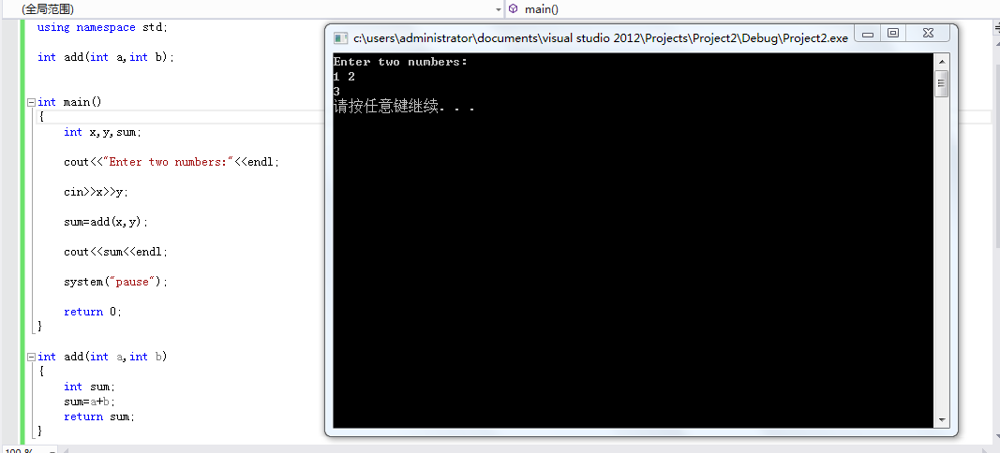 (全局范围)
main()
using namespace std;
int add(int a,int b);
int main()
{
int x,y,sum;
cout<<"Enter two numbers:"<<endl;
cin>>x>>y;
sum=add(x,y);
cout<<sum<<endl;
system("pause");
return 0;
}
int add(int a,int b)
{
int sum;
sum=a+b;
return sum;
}
100 %
c:\users\administrator\documents\visual studio 2012\Projects\Project2\Debug\Project2.exe
Enter two numbers:
1 2
3
请按任意键继续. . .